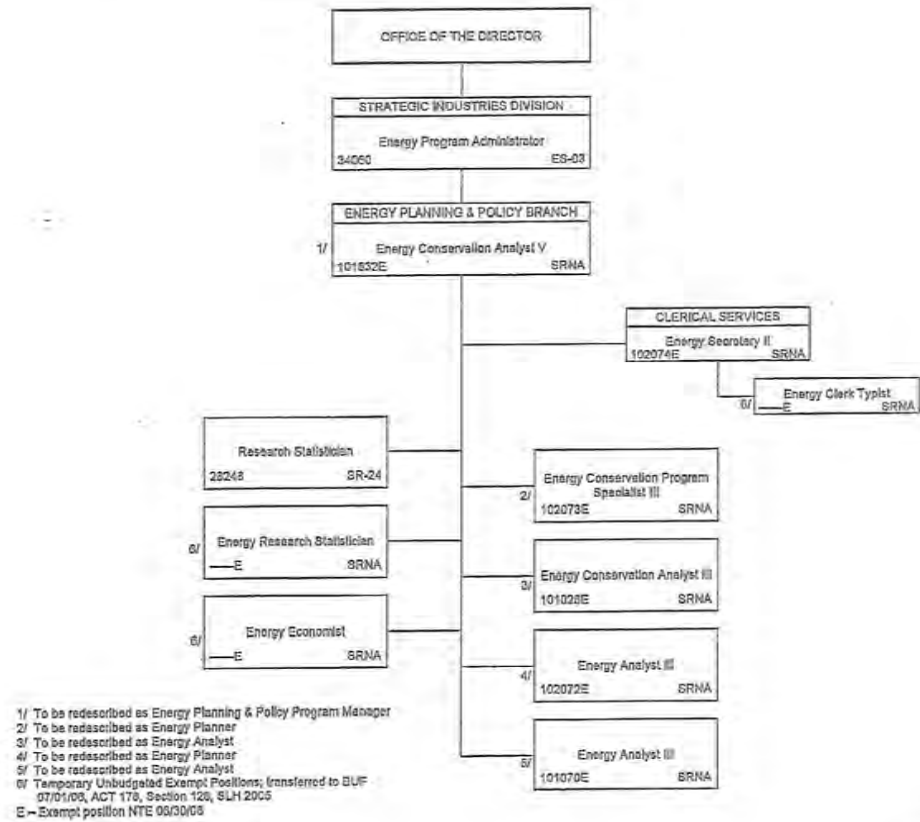 OFFICE OF THE DIRECTOR
STRATEGIC INDUSTRIES DIVISION
Energy Program Administrator
34060 ES-03
ENERGY PLANNING & POLICY BRANCH
1/ Energy Conservation Analyst V
101632E SRNA
CLERICAL SERVICES
Energy Secretary II
102074E SRNA
Energy Clerk Typist
6/ —E SRNA
Research Statistician
28248 SR-24
Energy Conservation Program
Specialist III
2/ 102073E SRNA
6/ Energy Research Statistician
—E SRNA
Energy Conservation Analyst III
3/ 101028E SRNA
6/ Energy Economist
—E SRNA
Energy Analyst III
4/ 102072E SRNA
Energy Analyst III
5/ 101070E SRNA
1/ To be redescribed as Energy Planning & Policy Program Manager
2/ To be redescribed as Energy Planner
3/ To be redescribed as Energy Analyst
4/ To be redescribed as Energy Planner
5/ To be redescribed as Energy Analyst
6/ Temporary Unbudgeted Exempt Positions; transferred to BUF
07/01/06, ACT 178, Section 126, SLH 2005
E – Exempt position NTE